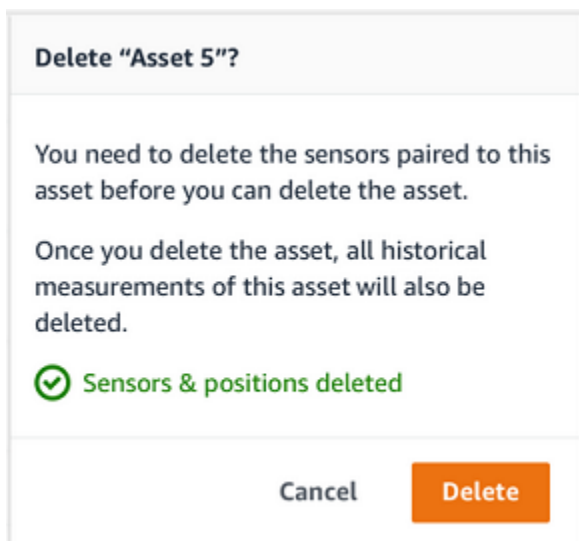 Delete “Asset 5”?
You need to delete the sensors paired to this
asset before you can delete the asset.
Once you delete the asset, all historical
measurements of this asset will also be
deleted.
Sensors & positions deleted
Cancel
Delete